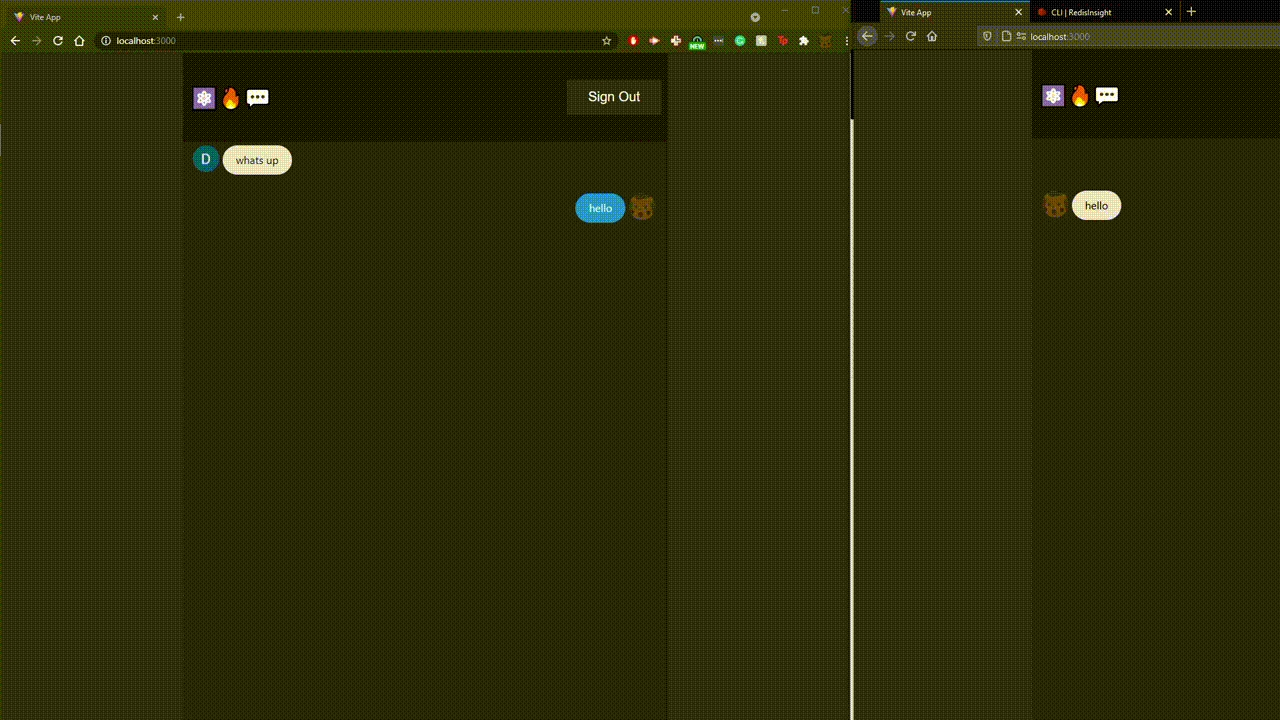 Vite App
localhost:3000
NEW
Sign Out
D
whats up
hello
Vite App
CLI | RedisInsight
localhost:3000
hello